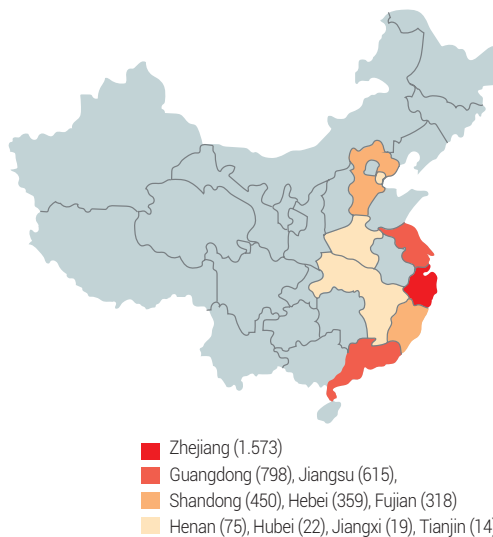 Zhejiang (1.573)
Guangdong (798), Jiangsu (615),
Shandong (450), Hebei (359), Fujian (318)
Henan (75), Hubei (22), Jiangxi (19), Tianjin (14)